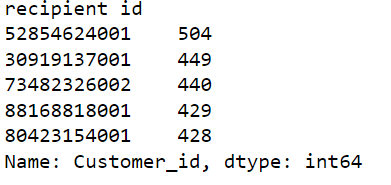 recipient id
52854624001    504
30919137001    449
73482326002    440
88168818001    429
80423154001    428
Name: Customer_id, dtype: int64